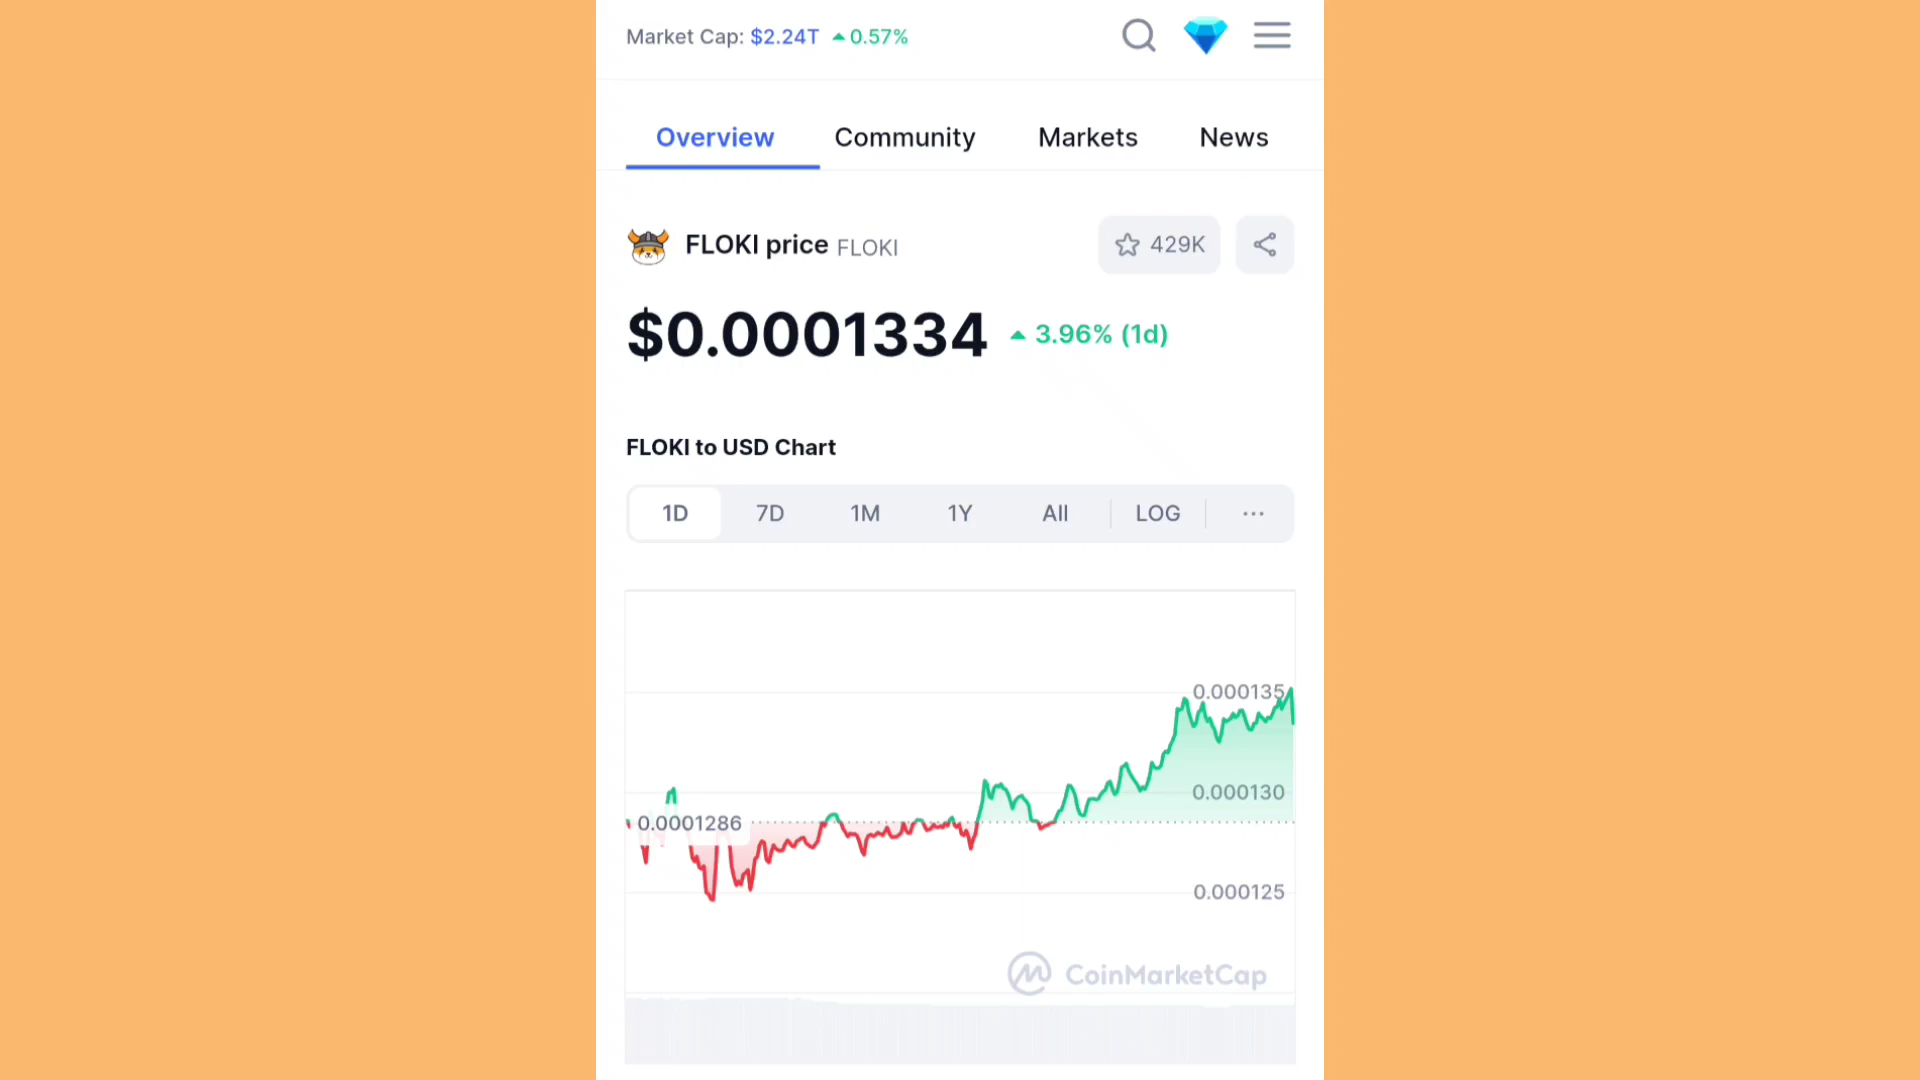 Market Cap: $2.24T 0.57%
Overview Community Markets News
FLOKI price FLOKI 429K
$0.0001334 3.96% (1d)
FLOKI to USD Chart
1D 7D 1M 1Y All LOG ...
0.000135
0.000130
0.0001286
0.000125
CoinMarketCap